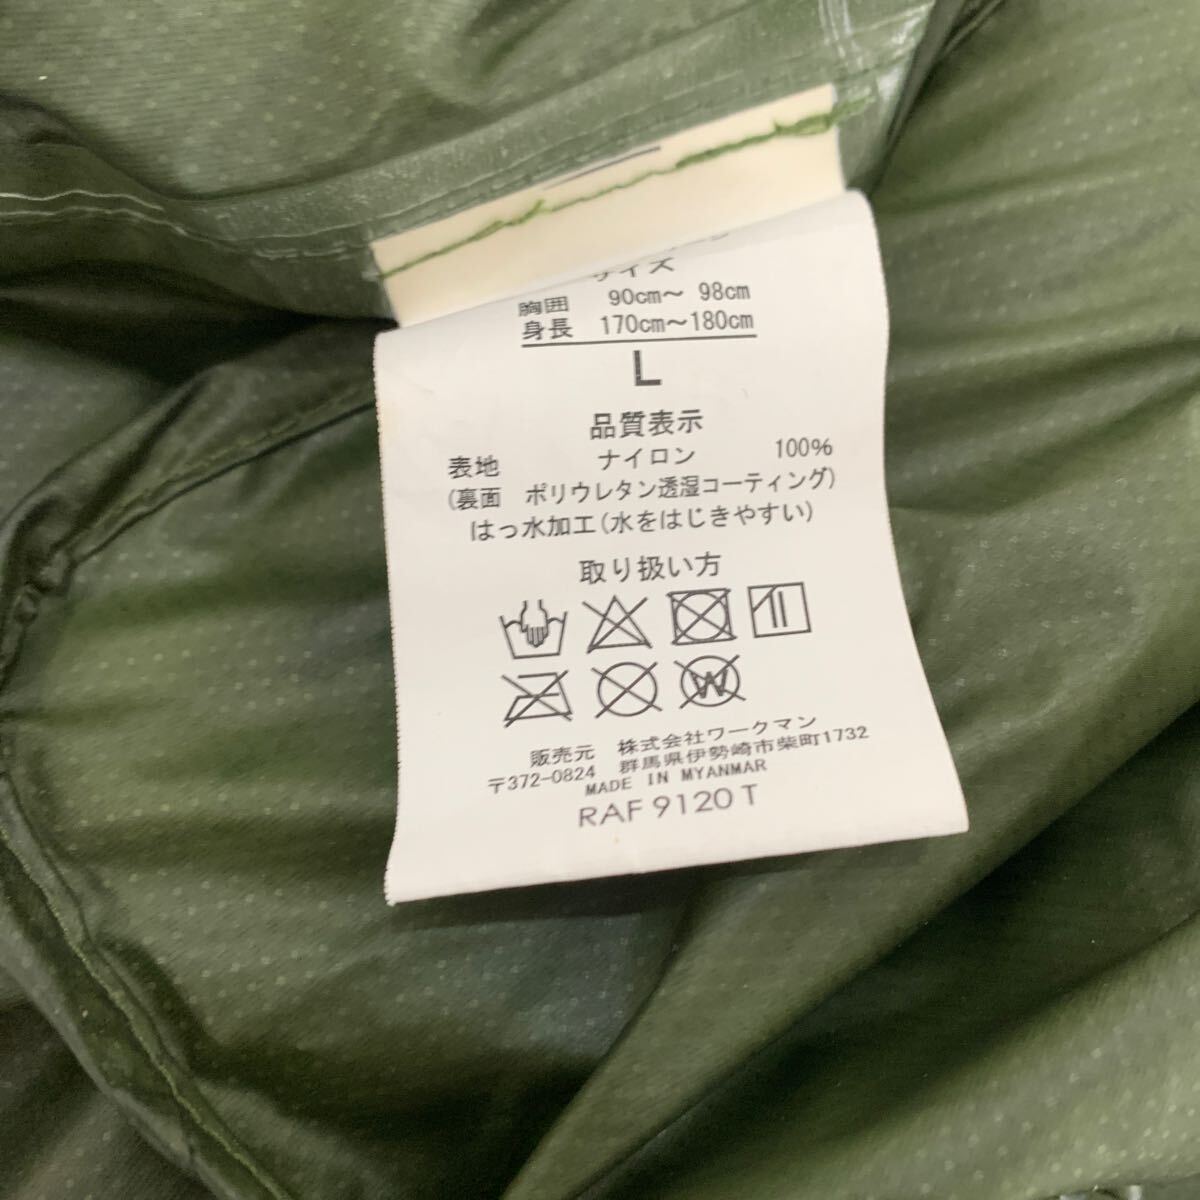 サイズ
胸囲 90cm～ 98cm
身長 170cm～180cm
L
品質表示
表地 ナイロン 100%
(裏面 ポリウレタン透湿コーティング)
はっ水加工(水をはじきやすい)
取り扱い方
W
販売元 株式会社ワークマン
〒372-0824 群馬県伊勢崎市柴町1732
MADE IN MYANMAR
RAF 9120 T